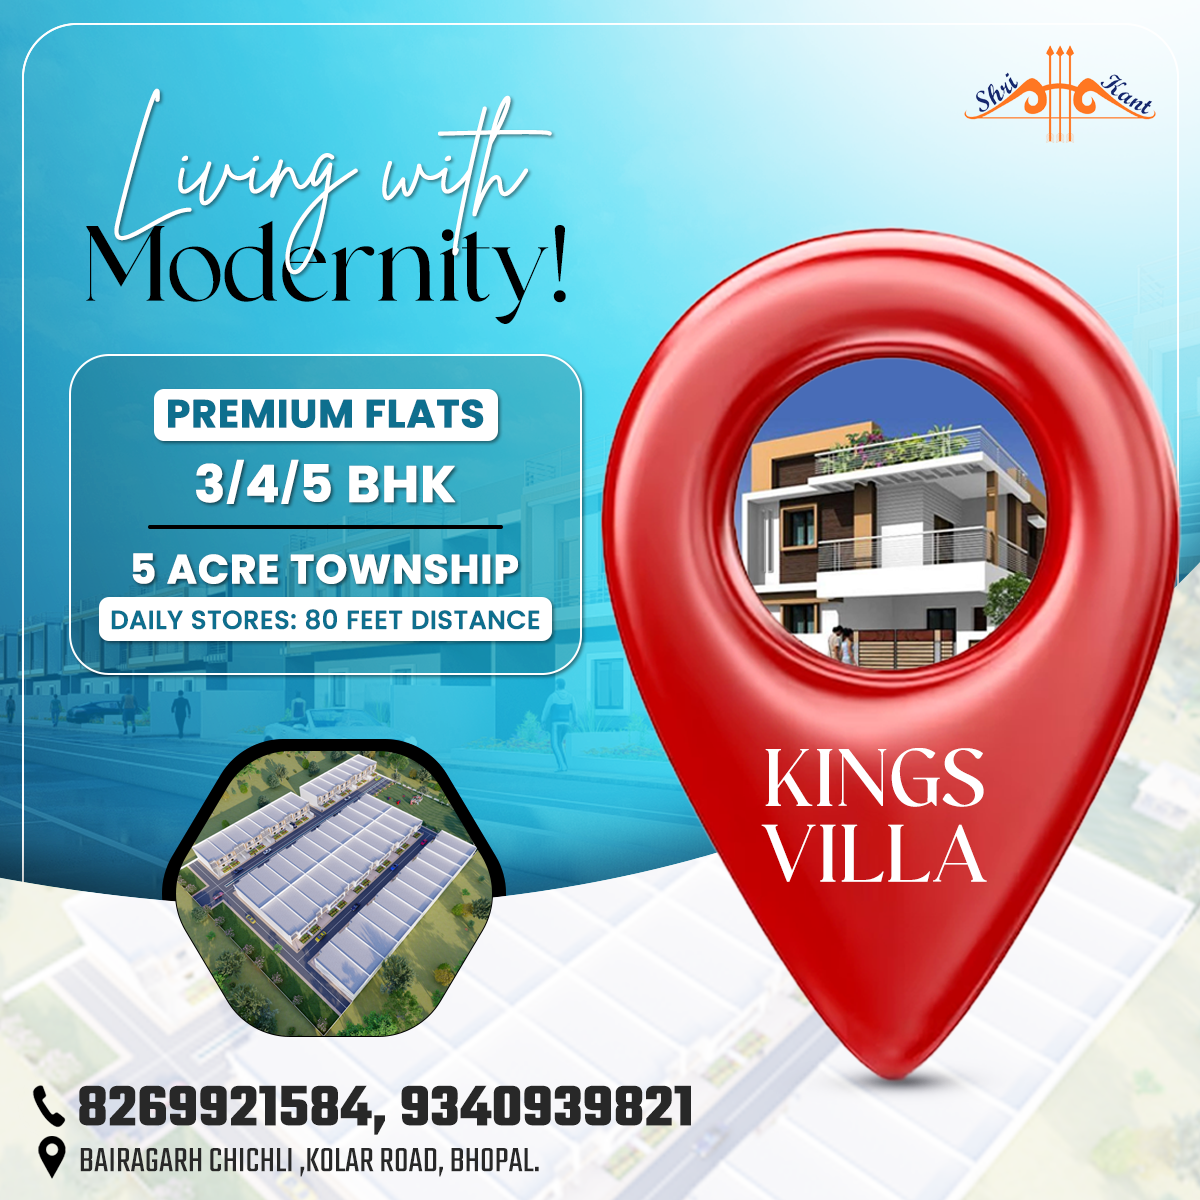 Shri Kant
Living with
Modernity!
PREMIUM FLATS
3/4/5 BHK
5 ACRE TOWNSHIP
DAILY STORES: 80 FEET DISTANCE
KINGS
VILLA
8269921584, 9340939821
BAIRAGARH CHICHLI ,KOLAR ROAD, BHOPAL.